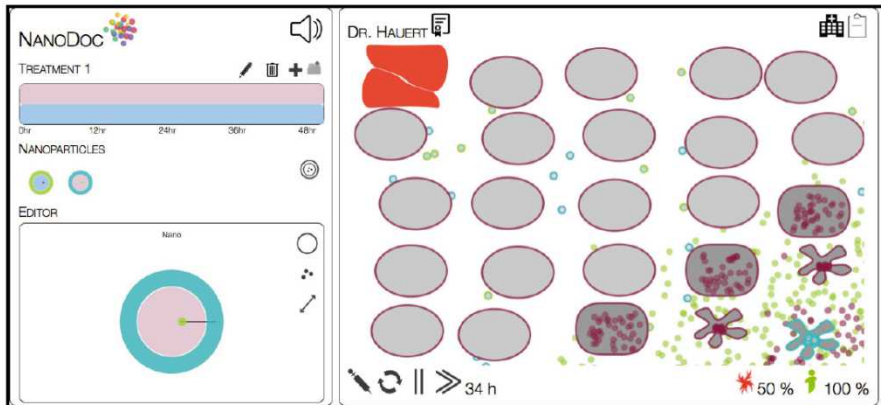 NANODOC
TREATMENT 1
0hr 12hr 24hr 36hr 48hr
NANOPARTICLES
EDITOR
Nano
DR. HAUERT
34 h
50 % 100 %